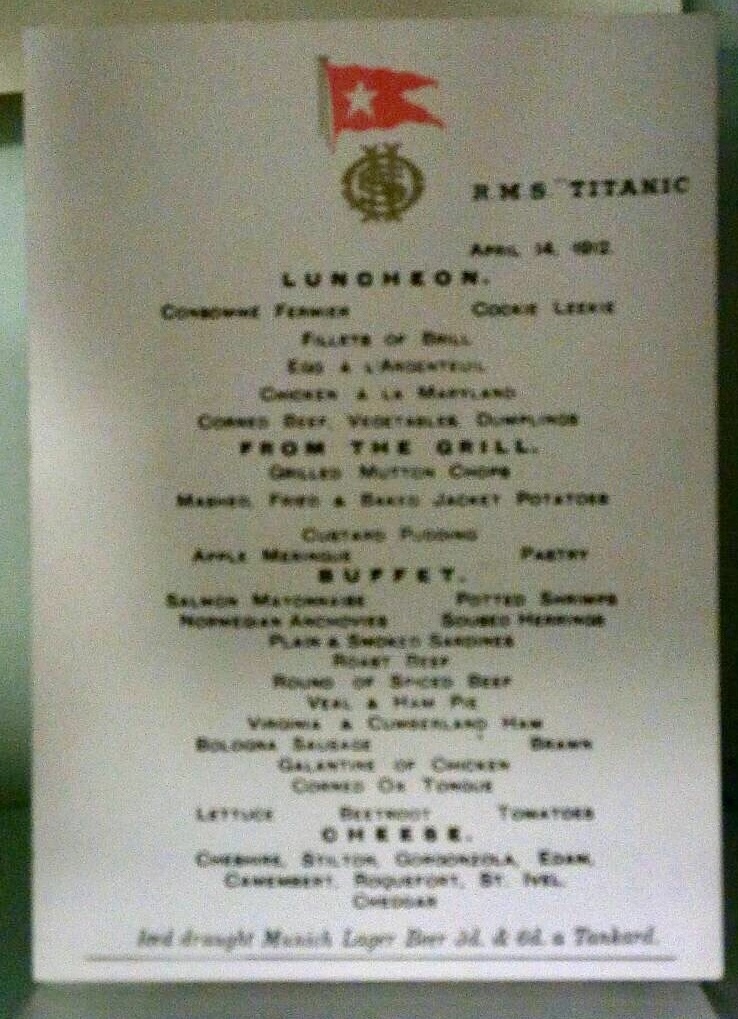 R.M.S. "TITANIC
APRIL 14, 1912
LUNCHEON.
CONSOMMÉ FERMIER COCKIE LEEKIE
FILLETS OF BRILL
EGG À L'ARGENTEUIL
CHICKEN À LA MARYLAND
CORNED BEEF, VEGETABLES, DUMPLINGS
FROM THE GRILL.
GRILLED MUTTON CHOPS
MASHED, FRIED & BAKED JACKET POTATOES
CUSTARD PUDDING
APPLE MERINGUE PASTRY
BUFFET.
SALMON MAYONNAISE POTTED SHRIMPS
NORWEGIAN ANCHOVIES SOUSED HERRINGS
PLAIN & SMOKED SARDINES
ROAST BEEF
ROUND OF SPICED BEEF
VEAL & HAM PIE
VIRGINIA & CUMBERLAND HAM
BOLOGNA SAUSAGE BRAWN
GALANTINE OF CHICKEN
CORNED OX TONGUE
LETTUCE BEETROOT TOMATOES
CHEESE.
CHESHIRE, STILTON, GORGONZOLA, EDAM,
CAMEMBERT, ROQUEFORT, ST. IVEL,
CHEDDAR
Iced draught Munich Lager Beer 3d. & 6d. a Tankard.